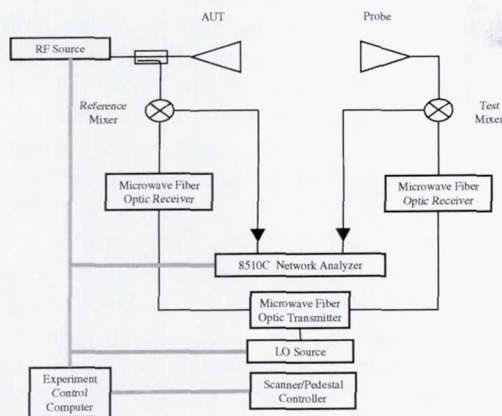 AUT
Probe
RF Source
Reference
Mixer
Test
Mixer
Microwave Fiber
Optic Receiver
Microwave Fiber
Optic Receiver
8510C Network Analyzer
Microwave Fiber
Optic Transmitter
LO Source
Experiment
Control
Computer
Scanner/Pedestal
Controller